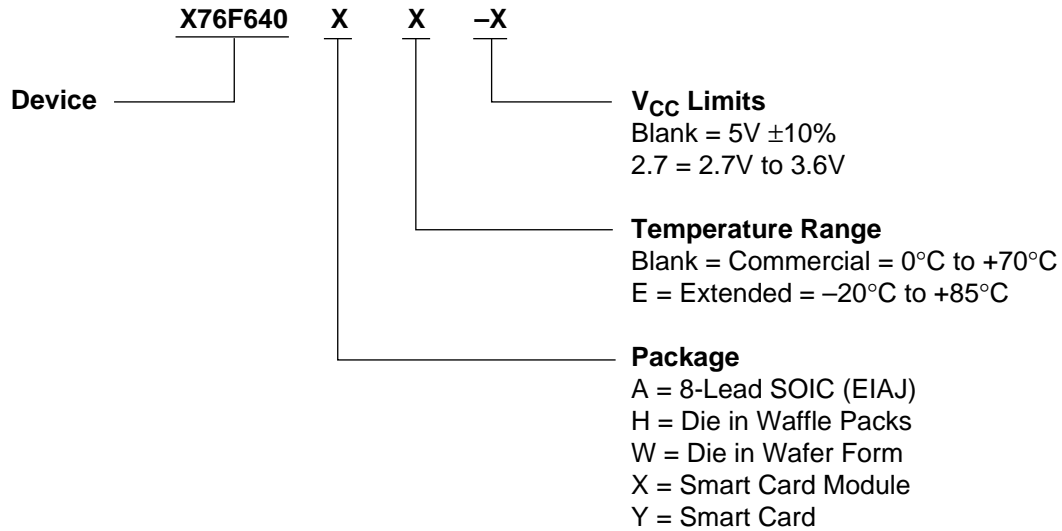 X76F640 X X –X
Device
VCC Limits
Blank = 5V ±10%
2.7 = 2.7V to 3.6V
Temperature Range
Blank = Commercial = 0°C to +70°C
E = Extended = –20°C to +85°C
Package
A = 8-Lead SOIC (EIAJ)
H = Die in Waffle Packs
W = Die in Wafer Form
X = Smart Card Module
Y = Smart Card